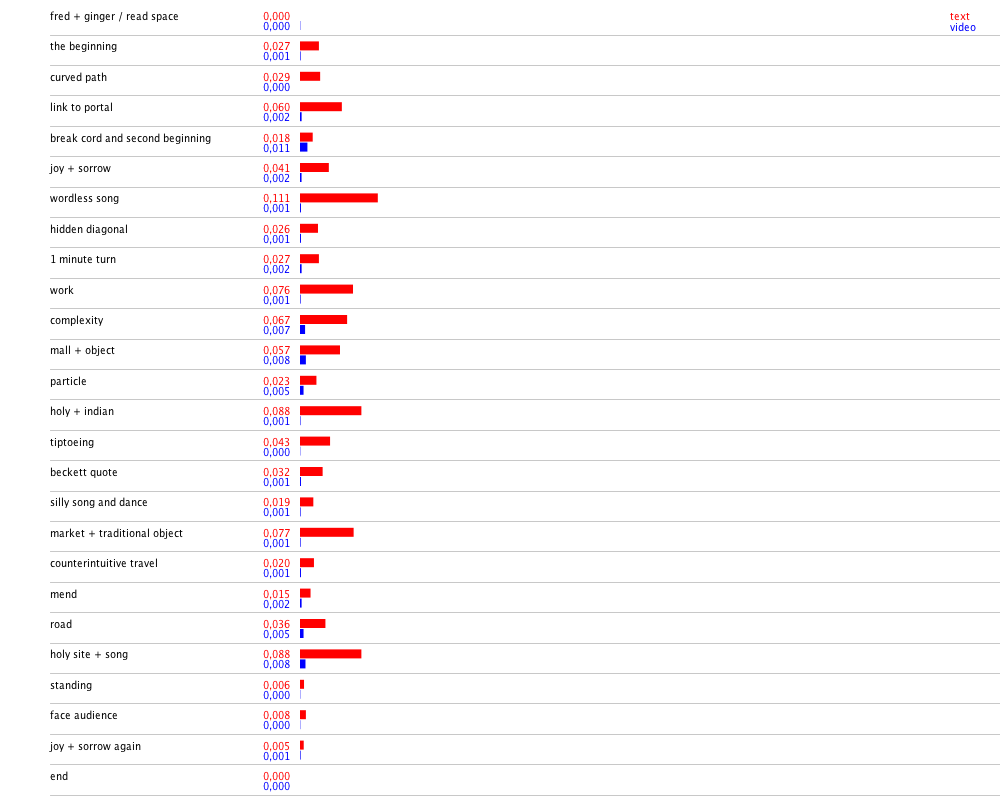 fred + ginger / read space 0,000 text
0,000 video
the beginning 0,027
0,001
curved path 0,029
0,000
link to portal 0,060
0,002
break cord and second beginning 0,018
0,011
joy + sorrow 0,041
0,002
wordless song 0,111
0,001
hidden diagonal 0,026
0,001
1 minute turn 0,027
0,002
work 0,076
0,001
complexity 0,067
0,007
mall + object 0,057
0,008
particle 0,023
0,005
holy + indian 0,088
0,001
tiptoeing 0,043
0,000
beckett quote 0,032
0,001
silly song and dance 0,019
0,001
market + traditional object 0,077
0,001
counterintuitive travel 0,020
0,001
mend 0,015
0,002
road 0,036
0,005
holy site + song 0,088
0,008
standing 0,006
0,000
face audience 0,008
0,000
joy + sorrow again 0,005
0,001
end 0,000
0,000